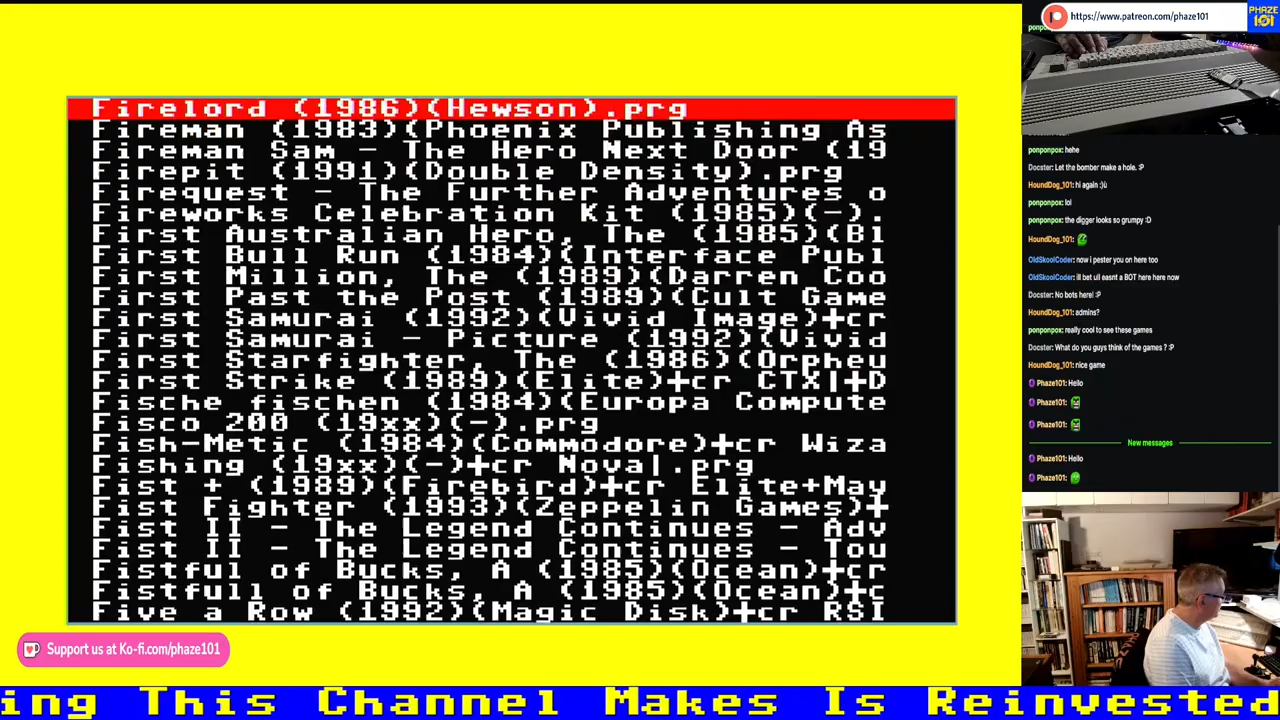 Firelord (1986)(Hewson).prg
Fireman (1983)(Phoenix Publishing As
Fireman Sam - The Hero Next Door (19
Firepit (1991)(Double Density).prg
Firequest - The Further Adventures o
Fireworks Celebration Kit (1985)(-).
First Australian Hero, The (1985)(Bi
First Bull Run (1984)(Interface Publ
First Million, The (1989)(Darren Coo
First Past the Post (1989)(Cult Game
First Samurai (1992)(Vivid Image)+cr
First Samurai - Picture (1992)(Vivid
First Starfighter, The (1986)(Orpheu
First Strike (1989)(Elite)+cr CTX|+D
Fische fischen (1984)(Europa Compute
Fisco 200 (19xx)(-).prg
Fish-Metic (1984)(Commodore)+cr Wiza
Fishing (19xx)(-)+cr Nova|.prg
Fist + (1989)(Firebird)+cr Elite+May
Fist Fighter (1993)(Zeppelin Games)+
Fist II - The Legend Continues - Adv
Fist II - The Legend Continues - Tou
Fistful of Bucks, A (1985)(Ocean)+cr
Fistfull of Bucks, A (1985)(Ocean)+c
Five a Row (1992)(Magic Disk)+cr RSI
Support us at Ko-fi.com/phaze101
ing This Channel Makes Is Reinvested
https://www.patreon.com/phaze101
PHAZE
101
ponponpox: hehe
Docster: Let the bomber make a hole. :P
HoundDog_101: hi again :)ù
ponponpox: lol
ponponpox: the digger looks so grumpy :D
HoundDog_101:
OldSkoolCoder: now i pester you on here too
OldSkoolCoder: ill bet ull easnt a BOT here here now
Docster: No bots here! :P
HoundDog_101: admins?
ponponpox: really cool to see these games
Docster: What do you guys think of the games ? :P
HoundDog_101: nice game
Phaze101: Hello
Phaze101:
Phaze101:
New messages
Phaze101: Hello
Phaze101: